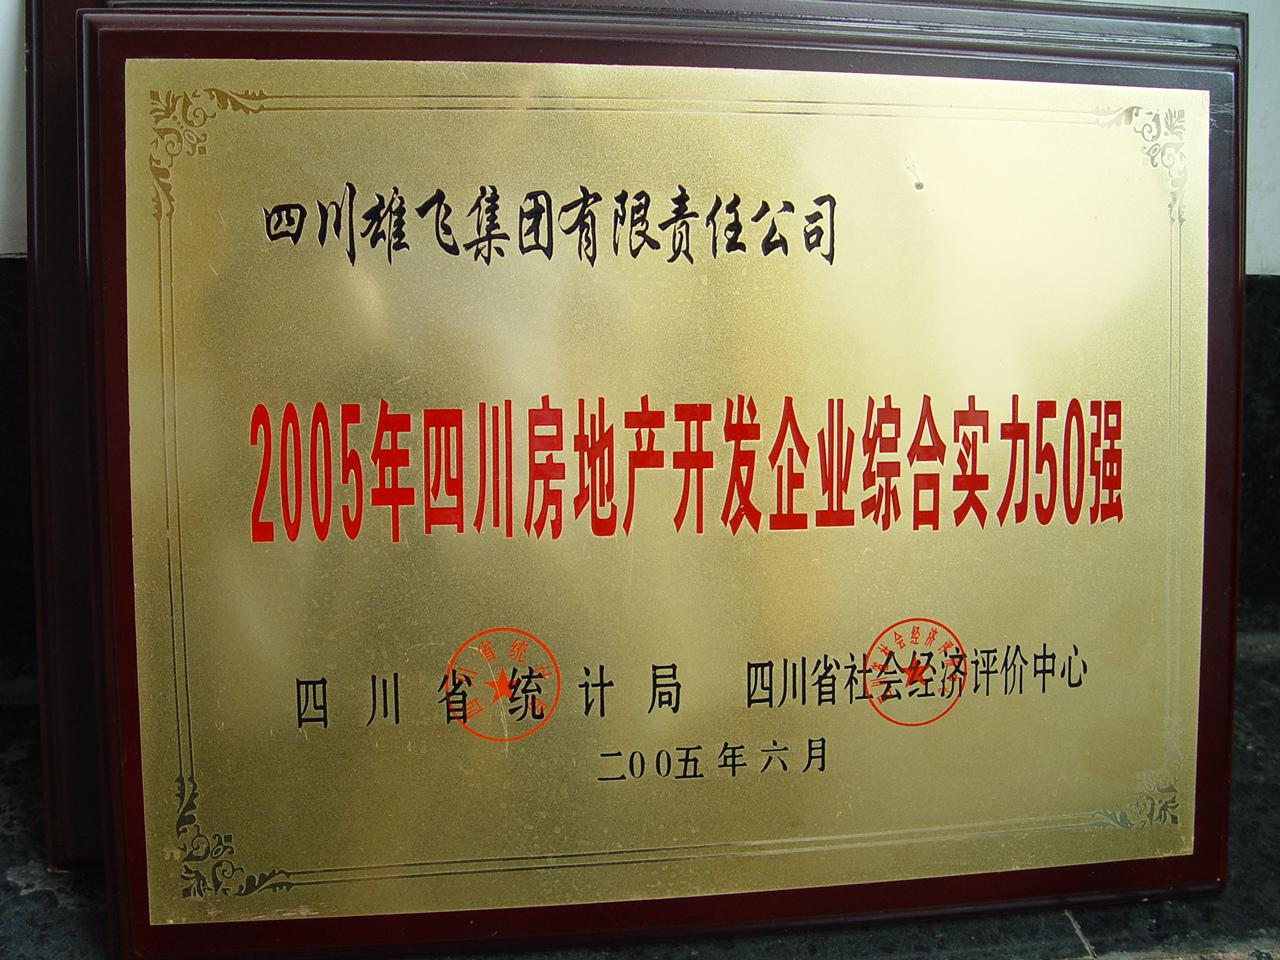 四川雄飞集团有限责任公司
2005年四川房地产开发企业综合实力50强
四川省统计局 四川省社会经济评价中心
二00五年六月